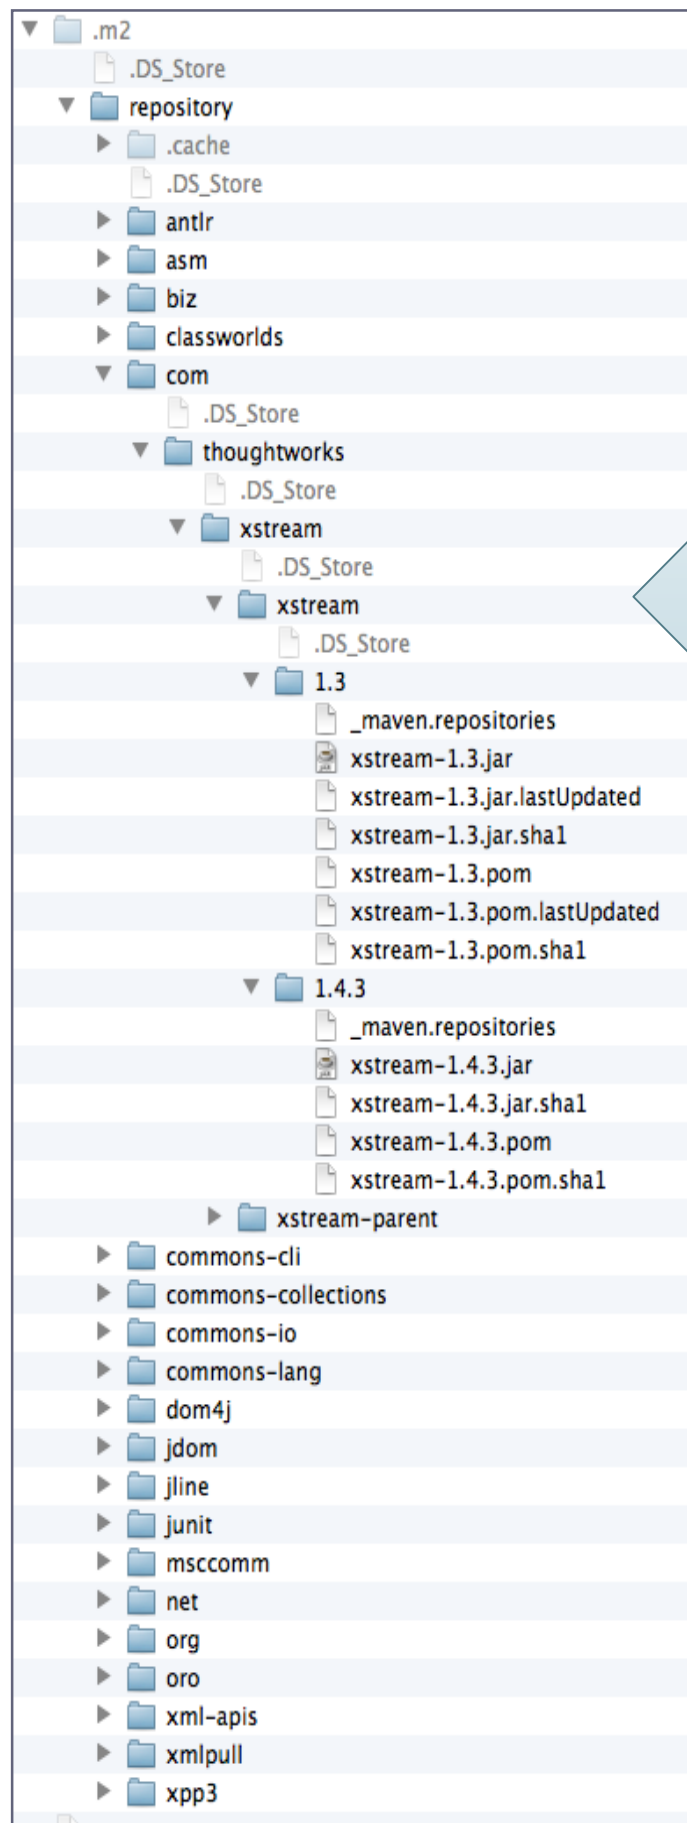 .m2
.DS_Store
repository
.cache
.DS_Store
antlr
asm
biz
classworlds
com
.DS_Store
thoughtworks
.DS_Store
xstream
.DS_Store
xstream
.DS_Store
1.3
_maven.repositories
xstream-1.3.jar
xstream-1.3.jar.lastUpdated
xstream-1.3.jar.sha1
xstream-1.3.pom
xstream-1.3.pom.lastUpdated
xstream-1.3.pom.sha1
1.4.3
_maven.repositories
xstream-1.4.3.jar
xstream-1.4.3.jar.sha1
xstream-1.4.3.pom
xstream-1.4.3.pom.sha1
xstream-parent
commons-cli
commons-collections
commons-io
commons-lang
dom4j
jdom
jline
junit
msccomm
net
org
oro
xml-apis
xmlpull
xpp3